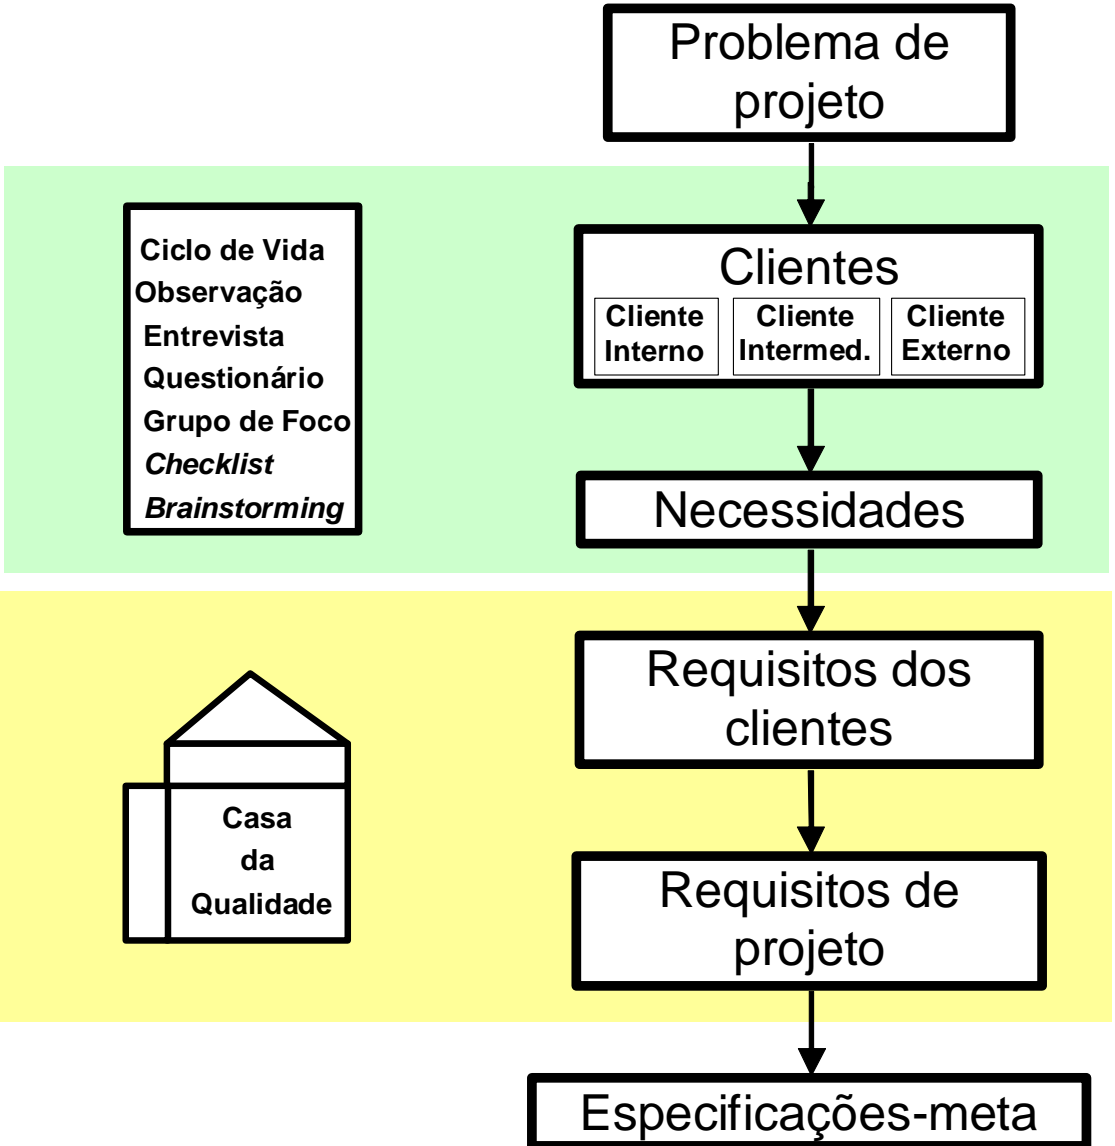 Problema de
projeto
Ciclo de Vida
Observação
Entrevista
Questionário
Grupo de Foco
Checklist
Brainstorming
Clientes
Cliente
Interno
Cliente
Intermed.
Cliente
Externo
Necessidades
Requisitos dos
clientes
Casa
da
Qualidade
Requisitos de
projeto
Especificações-meta